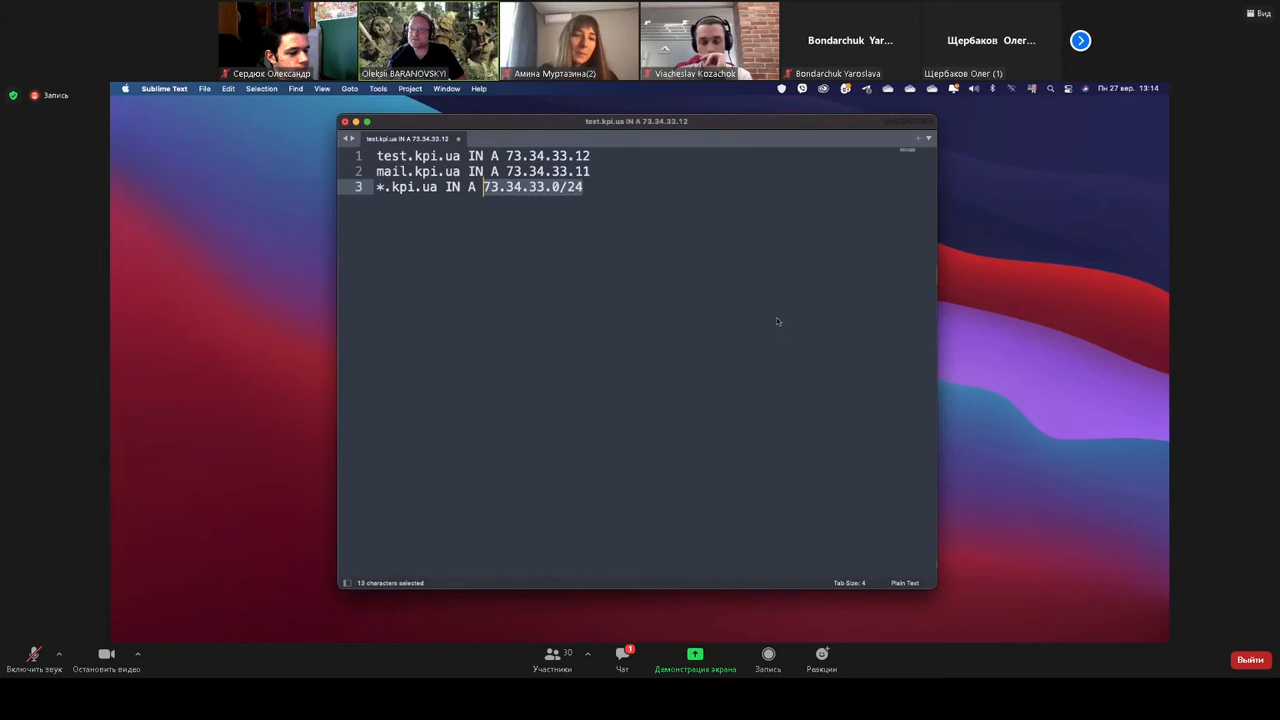 Вид
Сердюк Олександр
Oleksii BARANOVSKYI
Амина Муртазина(2)
Viacheslav Kozachok
Bondarchuk Yar...
Bondarchuk Yaroslava
Щербаков Олег...
Щербаков Олег (1)
Запись
Sublime Text File Edit Selection Find View Goto Tools Project Window Help
Пн 27 вер. 13:14
test.kpi.ua IN A 73.34.33.12
test.kpi.ua IN A 73.34.33.12
1 test.kpi.ua IN A 73.34.33.12
2 mail.kpi.ua IN A 73.34.33.11
3 *.kpi.ua IN A 73.34.33.0/24
13 characters selected
Tab Size: 4
Plain Text
Включить звук
Остановить видео
30
Участники
1
Чат
Демонстрация экрана
Запись
Реакции
Выйти